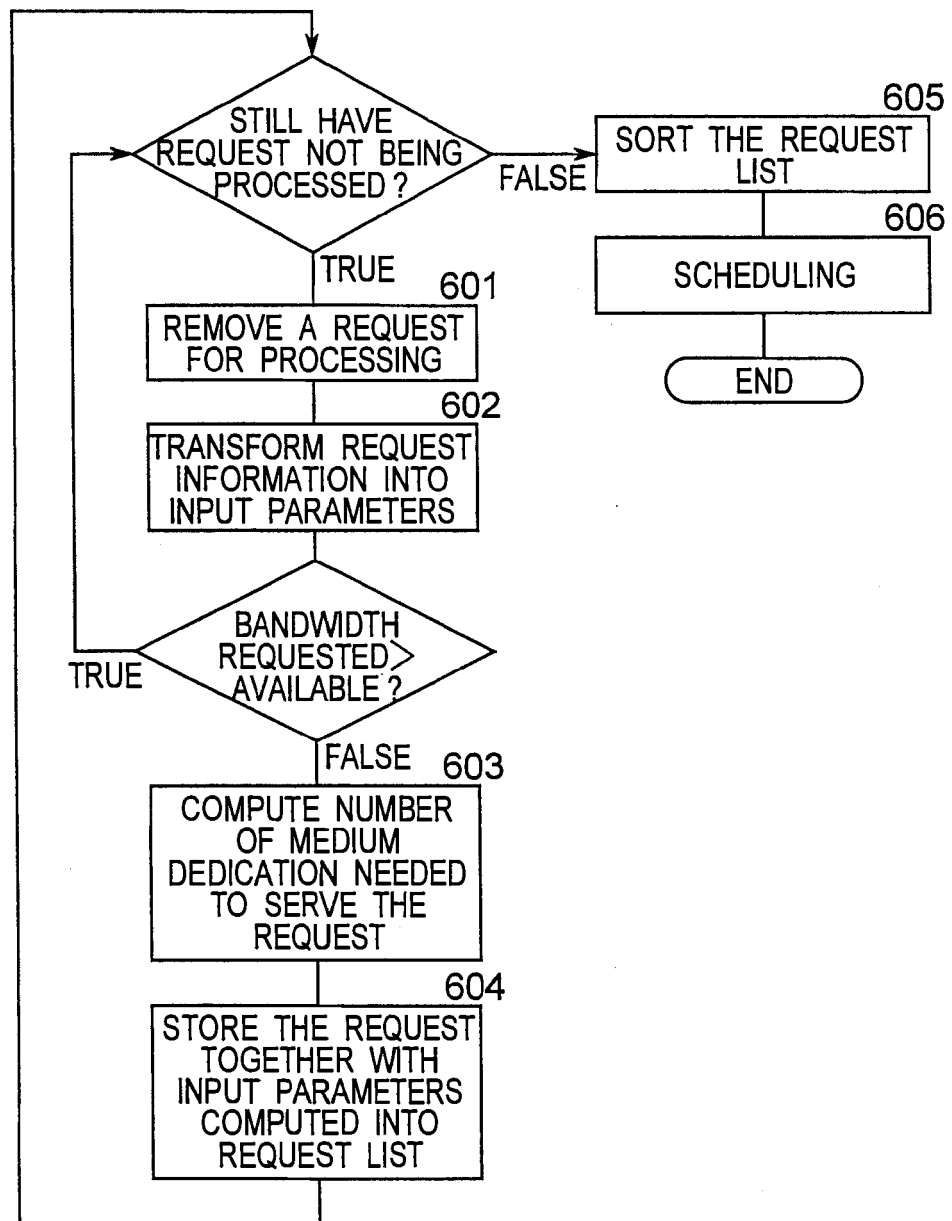 STILL HAVE
REQUEST NOT BEING
PROCESSED?
FALSE
605
SORT THE REQUEST
LIST
606
SCHEDULING
END
TRUE
601
REMOVE A REQUEST
FOR PROCESSING
602
TRANSFORM REQUEST
INFORMATION INTO
INPUT PARAMETERS
BANDWIDTH
REQUESTED>
AVAILABLE?
TRUE
FALSE
603
COMPUTE NUMBER
OF MEDIUM
DEDICATION NEEDED
TO SERVE THE
REQUEST
604
STORE THE REQUEST
TOGETHER WITH
INPUT PARAMETERS
COMPUTED INTO
REQUEST LIST